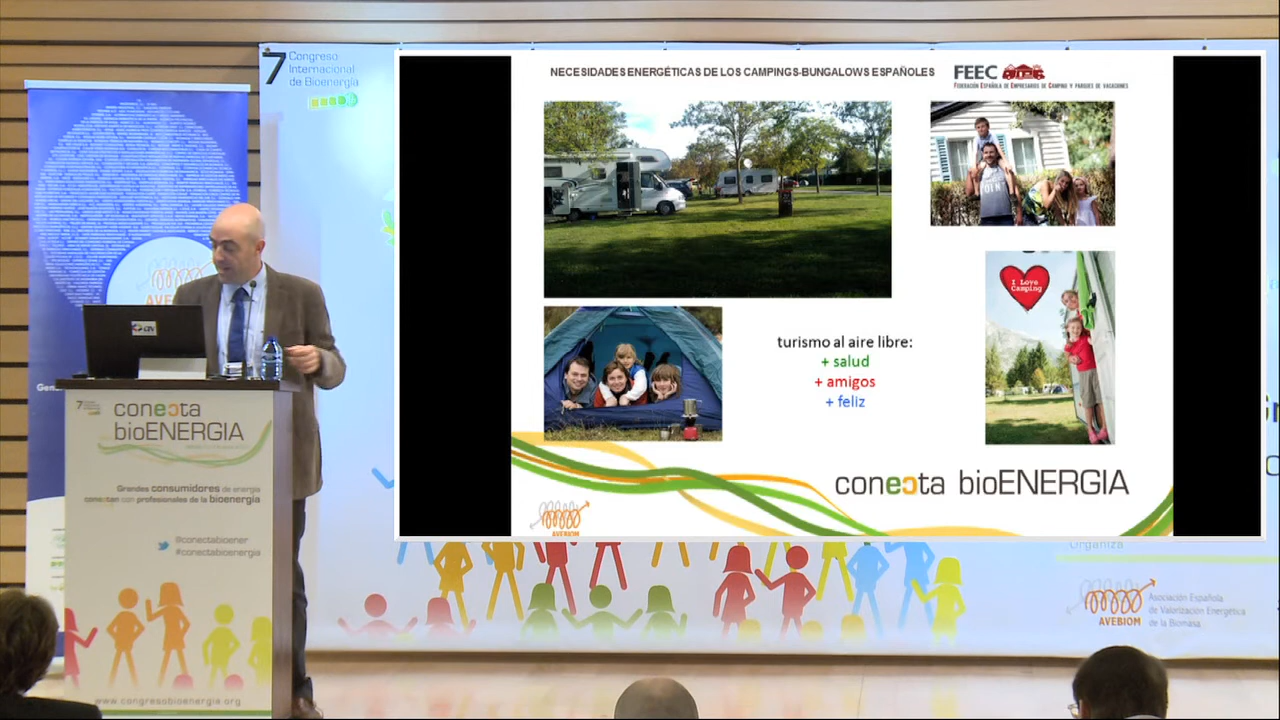 7
Congreso
Internacional
de Bioenergía
NECESIDADES ENERGÉTICAS DE LOS CAMPINGS-BUNGALOWS ESPAÑOLES
FEEC
FEDERACIÓN ESPAÑOLA DE EMPRESARIOS DE CAMPING Y PARQUES DE VACACIONES
I Love
Camping
turismo al aire libre:
+ salud
+ amigos
+ feliz
conecta bioENERGIA
AVEBIOM
conecta
bioENERGIA
Grandes consumidores de energía
conectan con profesionales de la bioenergía
@conectabioener
#conectabioenergia
www.congresobioenergia.org
Organiza
AVEBIOM
Asociación Española
de Valorización Energética
de la Biomasa